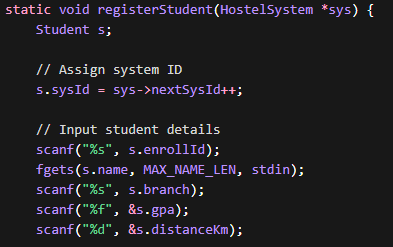 static void registerStudent(HostelSystem *sys) {
    Student s;

    // Assign system ID
    s.sysId = sys->nextSysId++;

    // Input student details
    scanf("%s", s.enrollId);
    fgets(s.name, MAX_NAME_LEN, stdin);
    scanf("%s", s.branch);
    scanf("%f", &s.gpa);
    scanf("%d", &s.distanceKm);